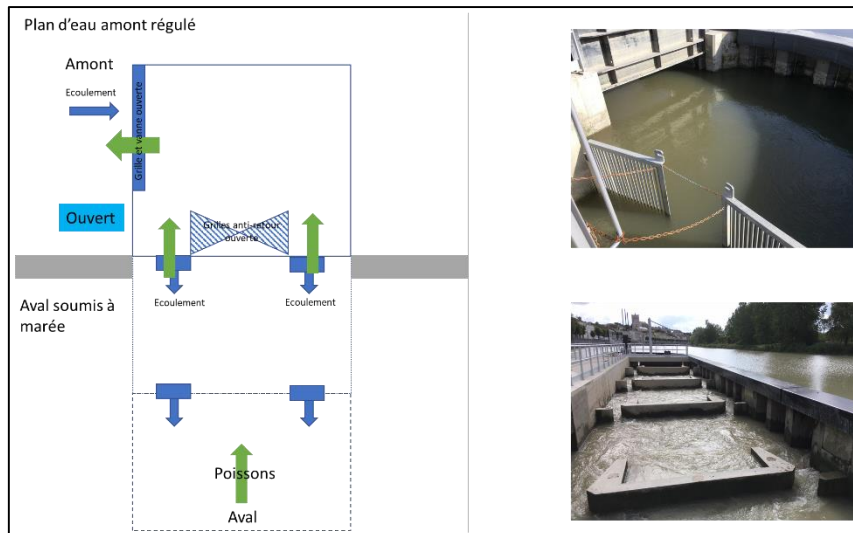 Plan d'eau amont régulé
Amont
Ecoulement
Grille et vanne ouverte
Ouvert
Grilles anti-retour
ouverte
Ecoulement
Ecoulement
Aval soumis à
marée
Poissons
Aval